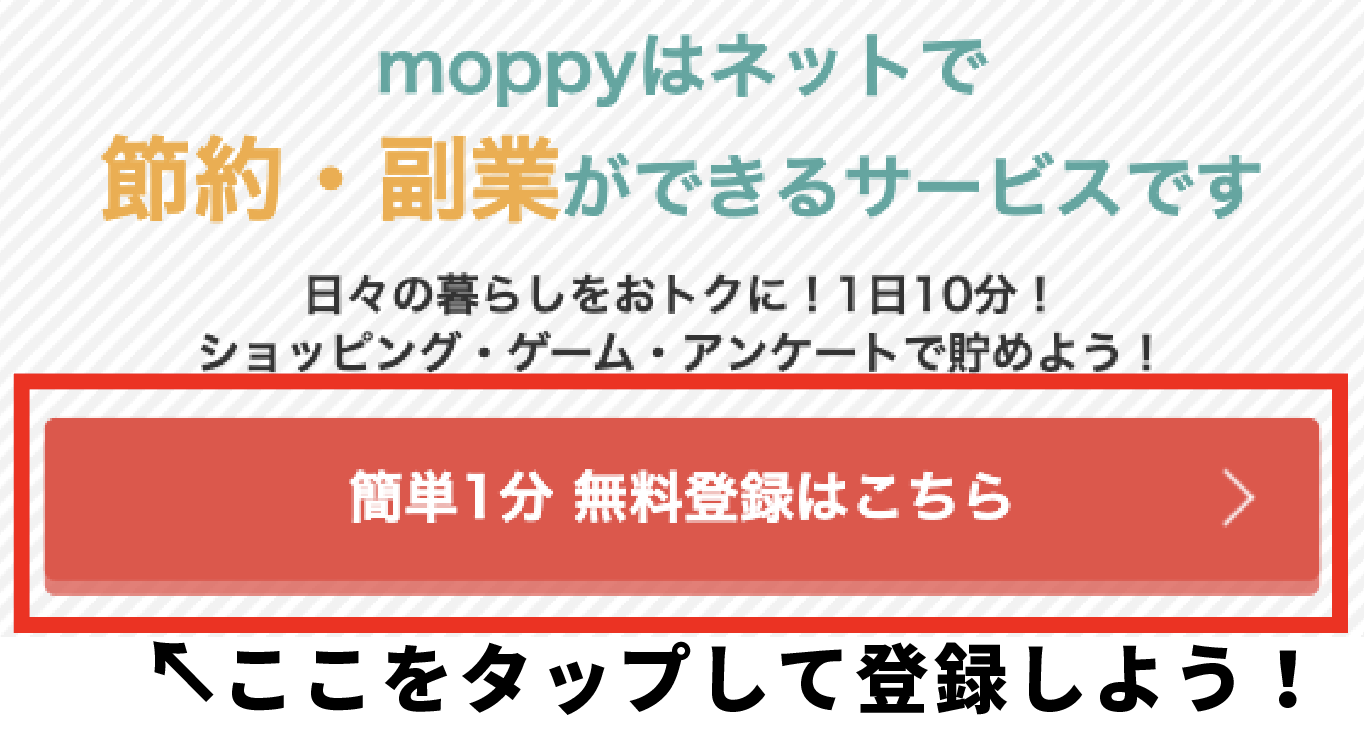 moppyはネットで
節約・副業ができるサービスです
日々の暮らしをおトクに！1日10分！
ショッピング・ゲーム・アンケートで貯めよう！
簡単1分 無料登録はこちら
↖ここをタップして登録しよう！